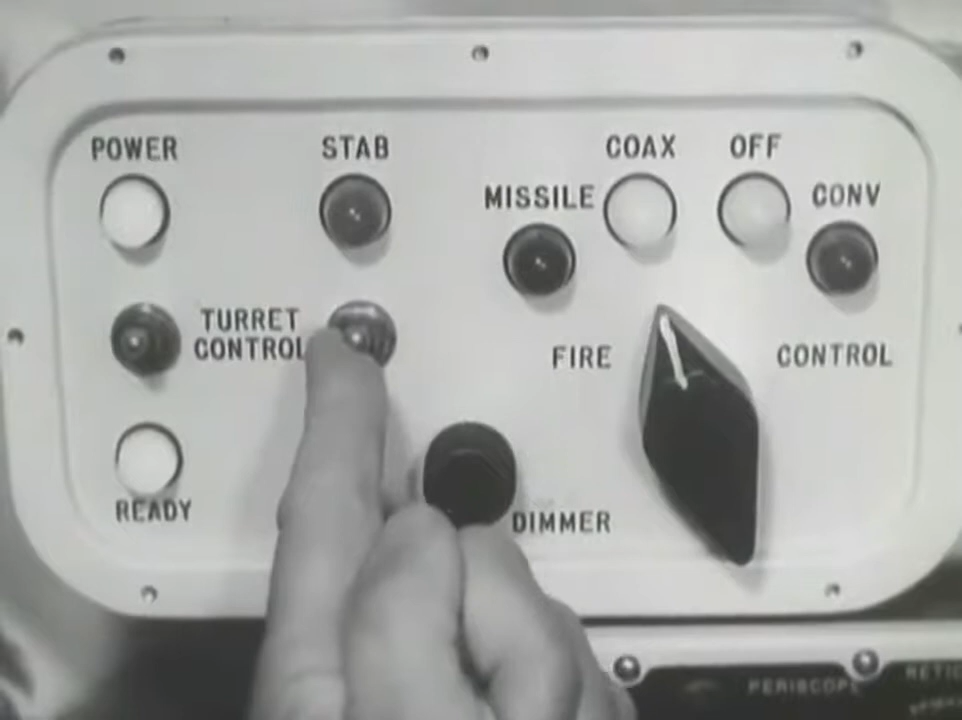 POWER
STAB
COAX
OFF
MISSILE
CONV
TURRET
CONTROL
FIRE
CONTROL
READY
DIMMER
PERISCOPE